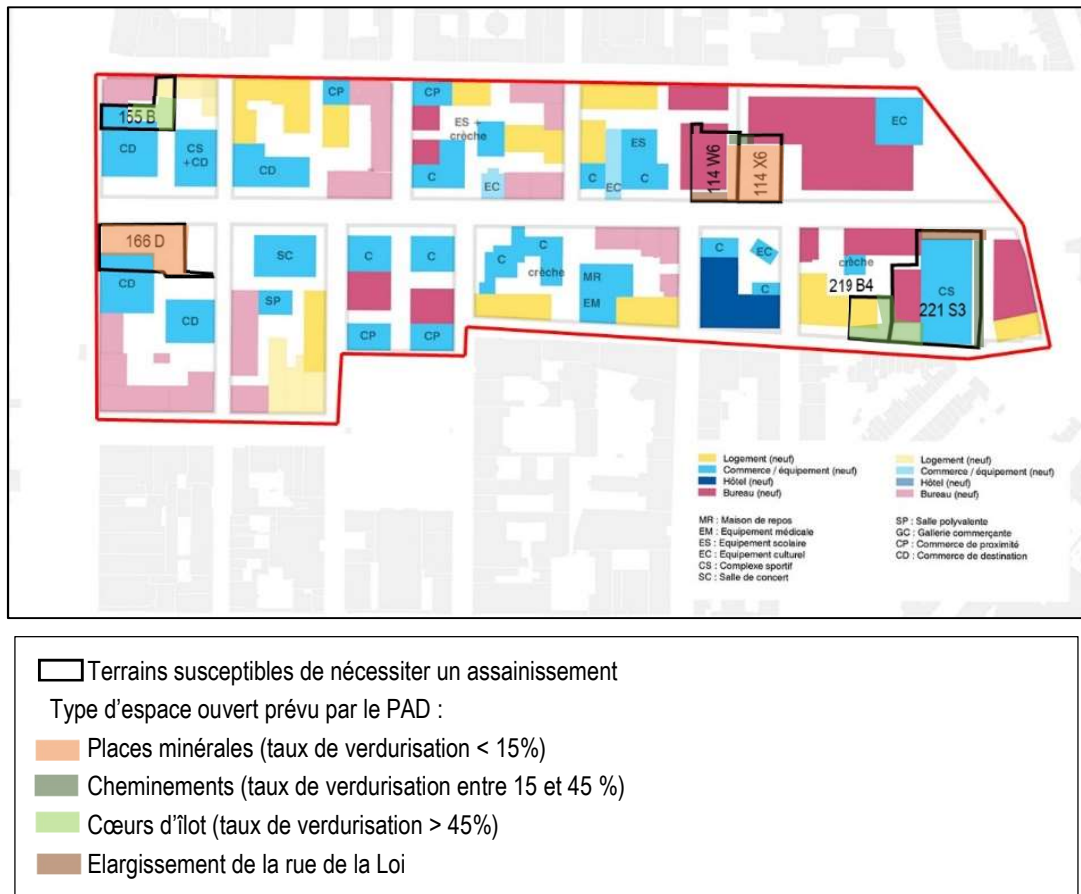 CP
CP
EC
165 B
ES +
crèche
ES
CD
CS
+CD
CD
C
EC
C
EC
C
114 W6
114 X6
166 D
SC
C
C
C
C
crèche
MR
EM
C
EC
C
crèche
219 B4
CS
221 S3
CD
CD
SP
CP
CP
Logement (neuf)
Commerce / équipement (neuf)
Hôtel (neuf)
Bureau (neuf)
Logement (neuf)
Commerce / équipement (neuf)
Hôtel (neuf)
Bureau (neuf)
MR : Maison de repos
EM : Equipement médicale
ES : Equipement scolaire
EC : Equipement culturel
CS : Complexe sportif
SC : Salle de concert
SP : Salle polyvalente
GC : Gallerie commerçante
CP : Commerce de proximité
CD : Commerce de destination
Terrains susceptibles de nécessiter un assainissement
Type d'espace ouvert prévu par le PAD :
Places minérales (taux de verdurisation < 15%)
Cheminements (taux de verdurisation entre 15 et 45 %)
Cœurs d'îlot (taux de verdurisation > 45%)
Elargissement de la rue de la Loi